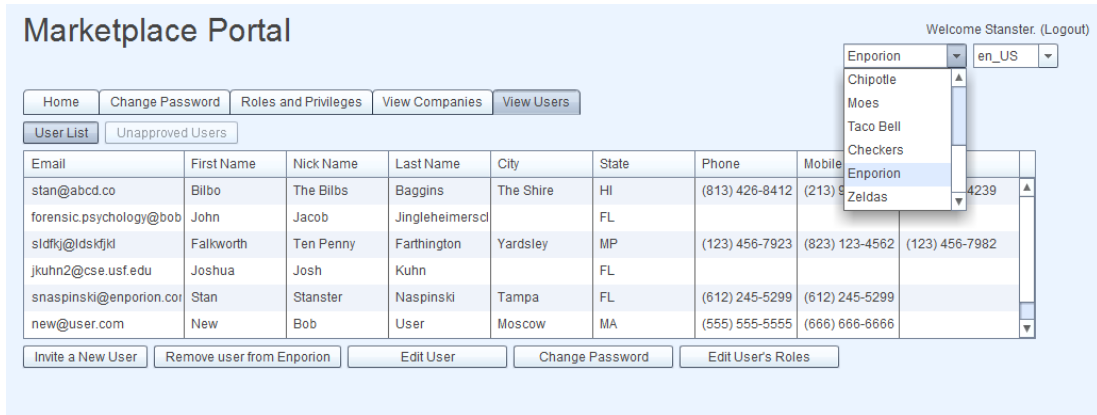 Marketplace Portal
Welcome Stanster. (Logout)
Enporion en_US
Chipotle
Moes
Taco Bell
Checkers
Enporion
Zeldas
Home Change Password Roles and Privileges View Companies View Users
User List Unapproved Users
Email First Name Nick Name Last Name City State Phone Mobile
stan@abcd.co Bilbo The Bilbs Baggins The Shire HI (813) 426-8412 (213) 9 4239
forensic.psychology@bob John Jacob Jingleheimersc FL
sldfkj@ldskfjkl Falkworth Ten Penny Farthington Yardsley MP (123) 456-7923 (823) 123-4562 (123) 456-7982
jkuhn2@cse.usf.edu Joshua Josh Kuhn FL
snaspinski@enporion.cor Stan Stanster Naspinski Tampa FL (612) 245-5299 (612) 245-5299
new@user.com New Bob User Moscow MA (555) 555-5555 (666) 666-6666
Invite a New User Remove user from Enporion Edit User Change Password Edit User's Roles